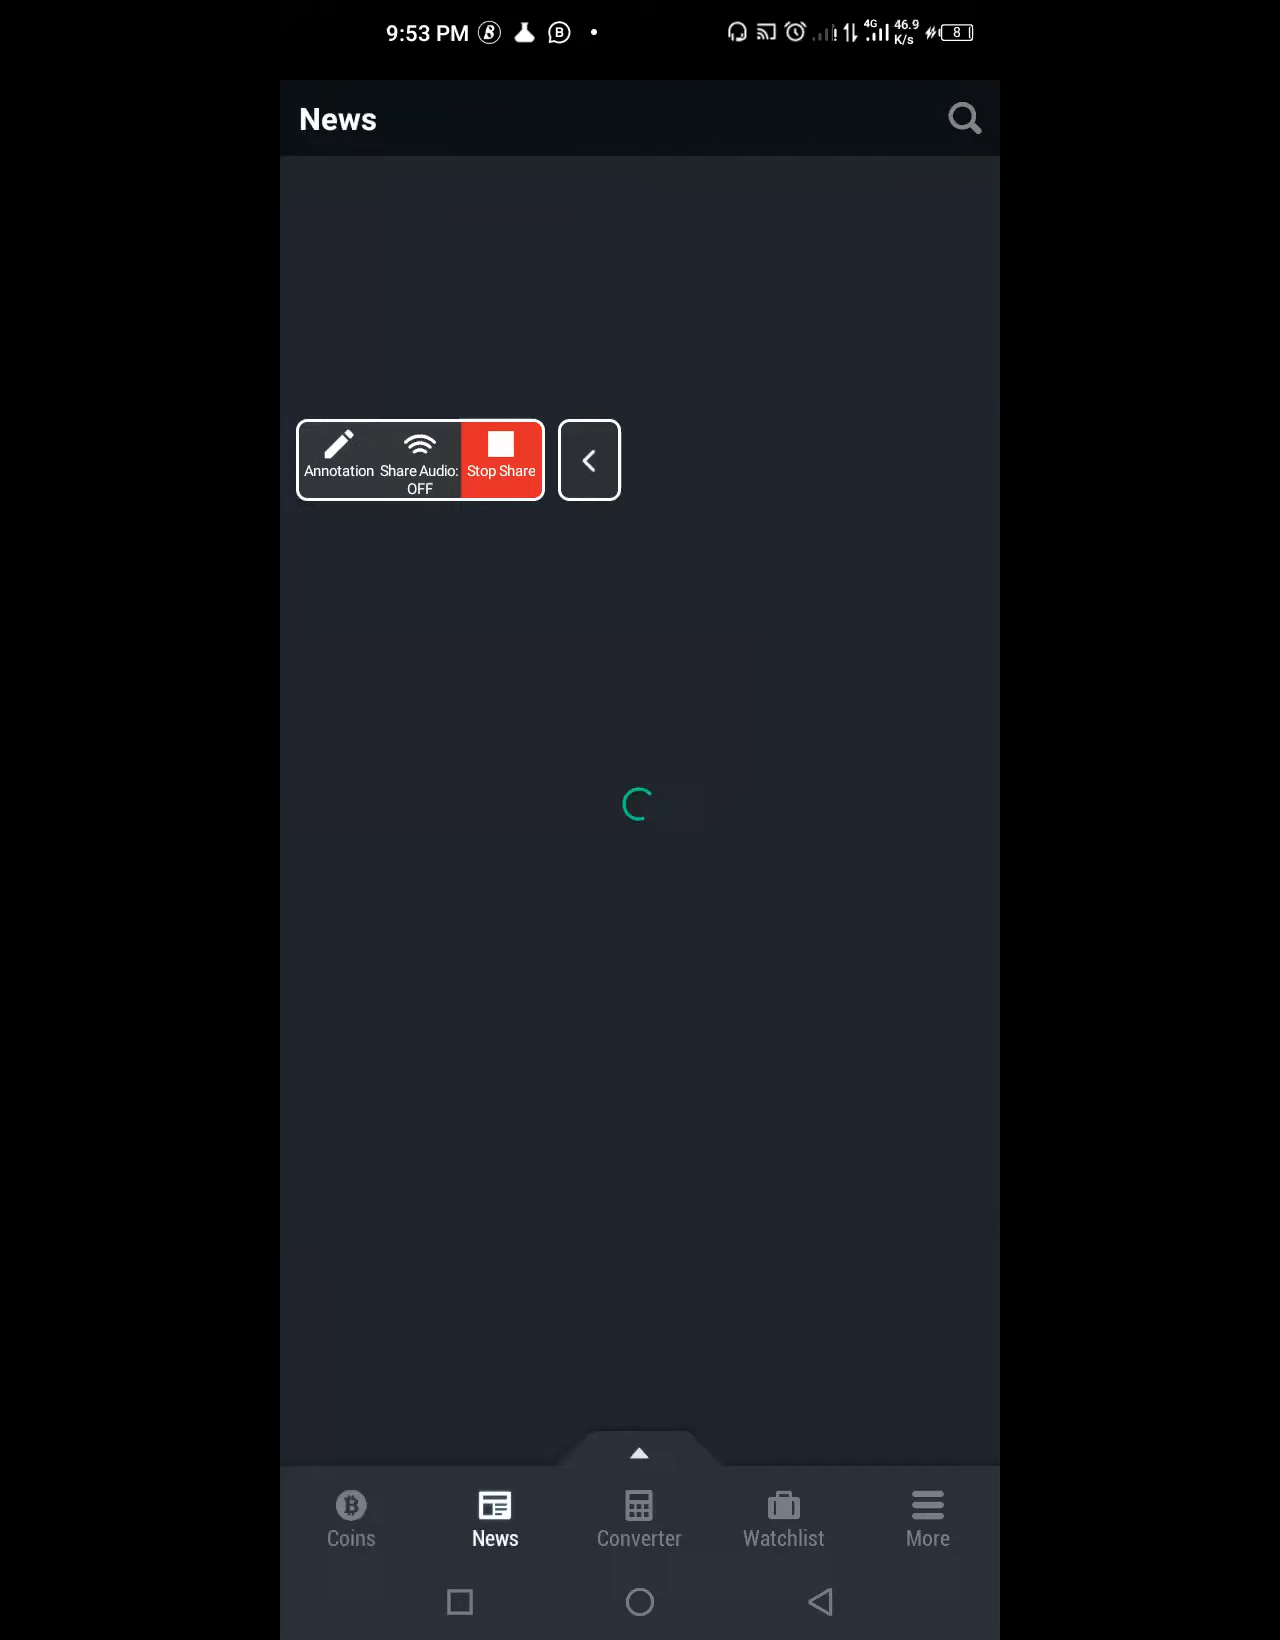 9:53 PM
4G
46.9
K/s
8
News
Annotation
Share Audio:
OFF
Stop Share
Coins
News
Converter
Watchlist
More